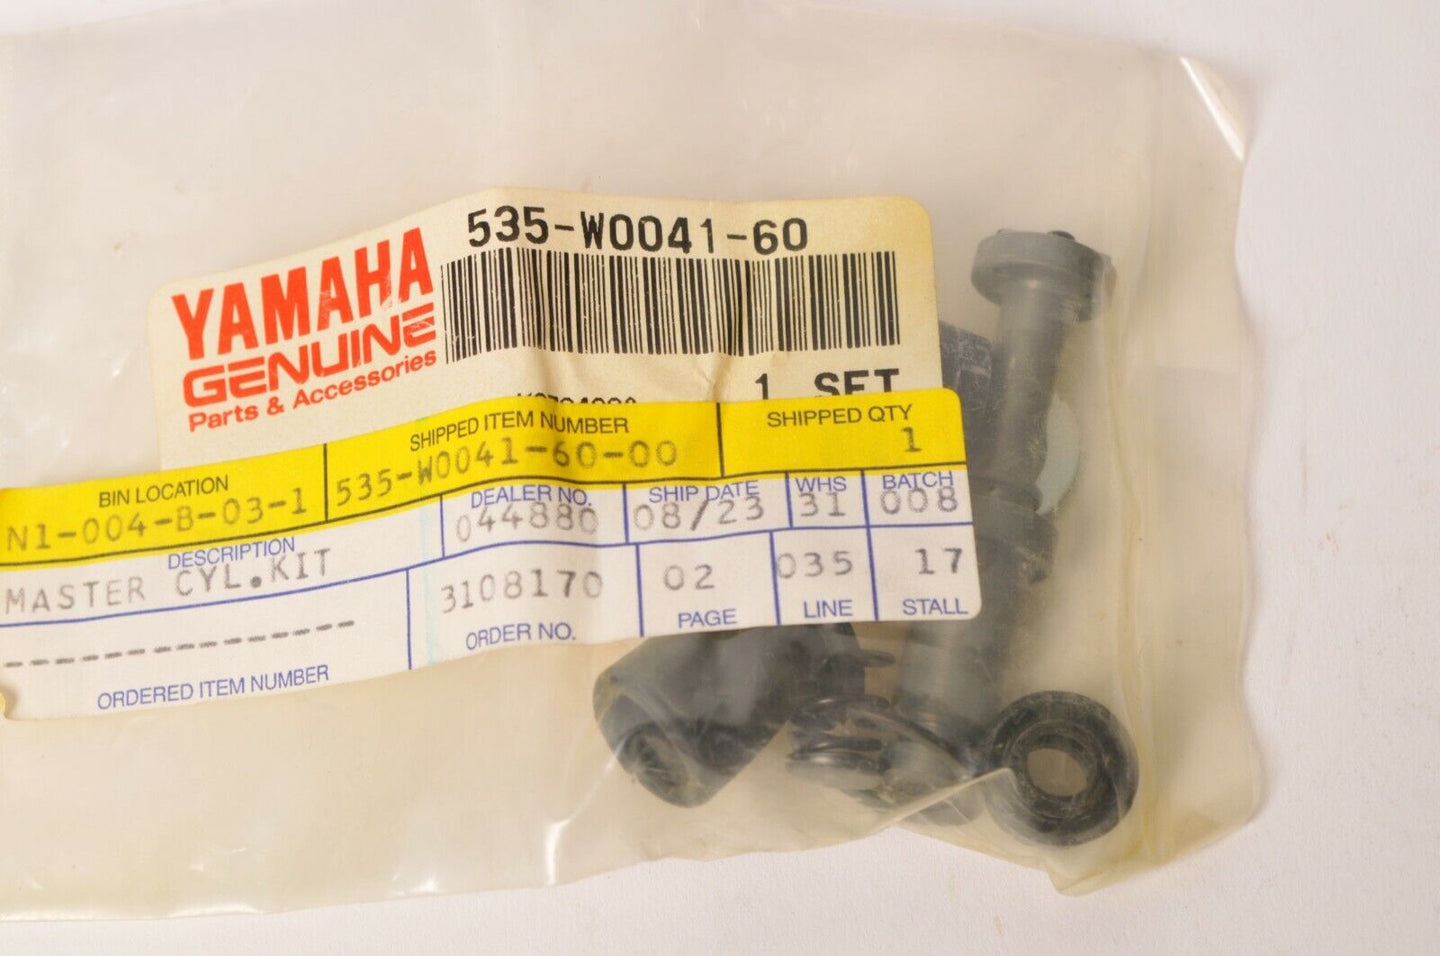 535-W0041-60
YAMAHA
GENUINE
Parts & Accessories
1 SET
BIN LOCATION
N1-004-B-03-1
SHIPPED ITEM NUMBER
535-W0041-60-00
SHIPPED QTY
1
DESCRIPTION
MASTER CYL.KIT
DEALER NO.
044880
SHIP DATE
08/23
WHS
31
BATCH
008
---------------
ORDERED ITEM NUMBER
3108170
ORDER NO.
02
PAGE
035
LINE
17
STALL